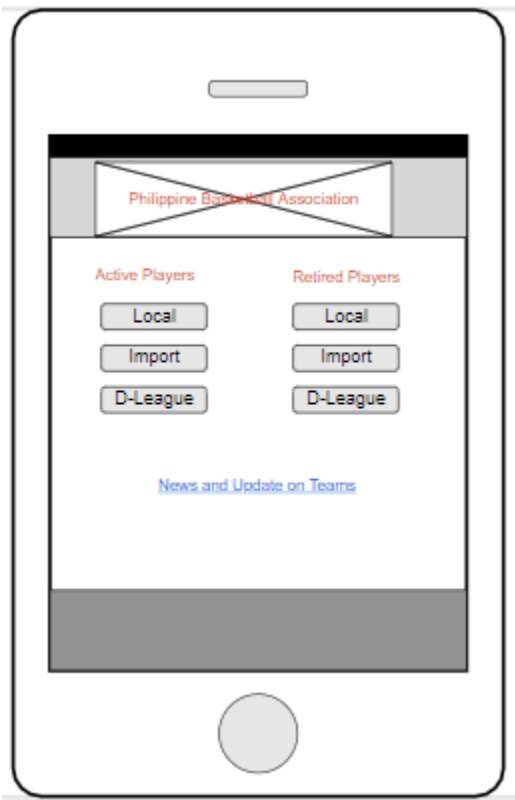 Philippine Basketball Association
Active Players
Retired Players
Local
Local
Import
Import
D-League
D-League
News and Update on Teams